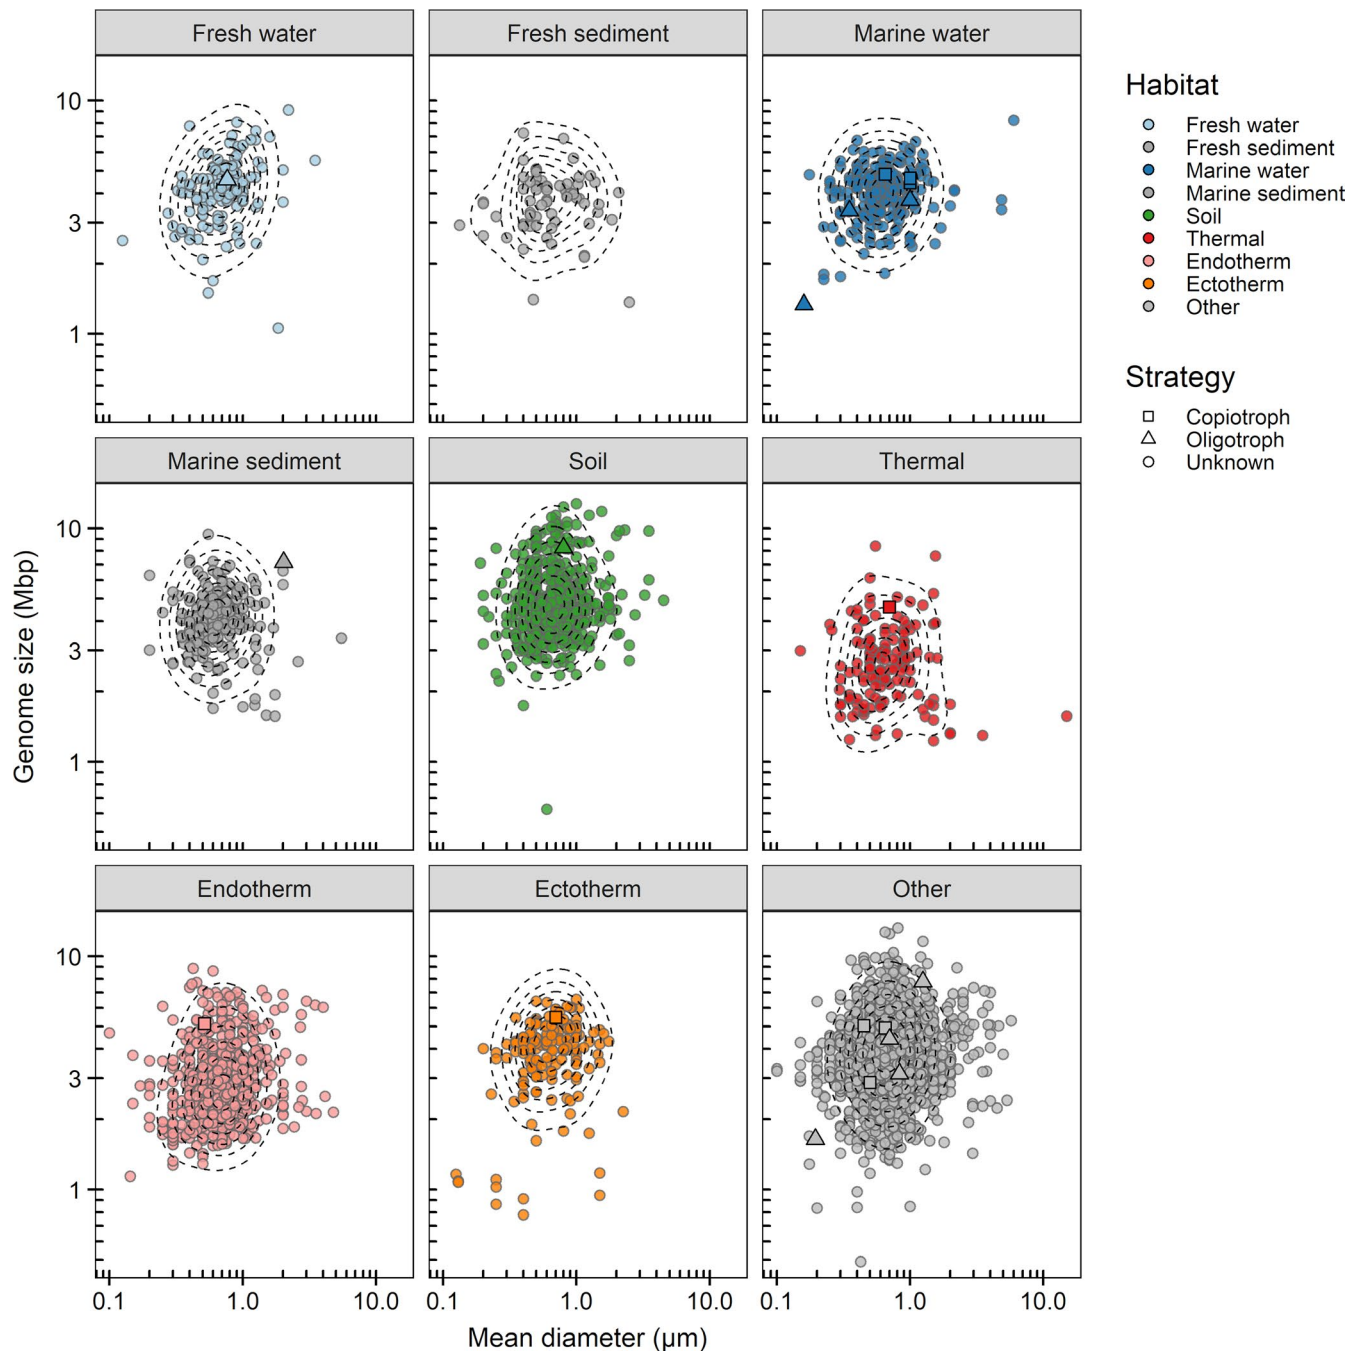 Fresh water
Fresh sediment
Marine water
10
3
1
Marine sediment
Soil
Thermal
10
3
1
Endotherm
Ectotherm
Other
10
3
1
0.1 1.0 10.0
0.1 1.0 10.0
0.1 1.0 10.0
Genome size (Mbp)
Mean diameter (μm)
Habitat
Fresh water
Fresh sediment
Marine water
Marine sediment
Soil
Thermal
Endotherm
Ectotherm
Other
Strategy
Copiotroph
Oligotroph
Unknown